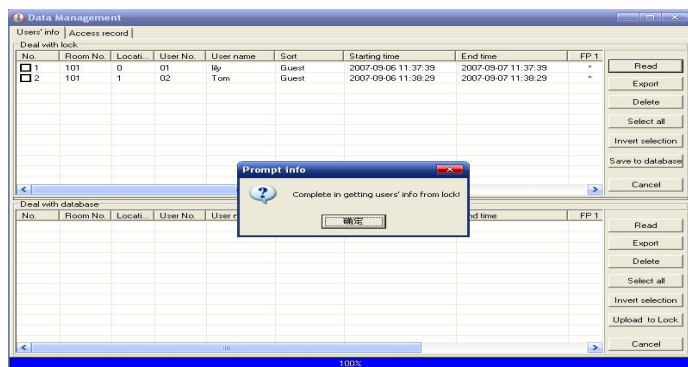 Data Management
Users' info Access record
Deal with lock
No. Room No. Locati... User No. User name Sort Starting time End time FP 1
1 101 0 01 lily Guest 2007-09-06 11:37:39 2007-09-07 11:37:39 *
2 101 1 02 Tom Guest 2007-09-06 11:38:29 2007-09-07 11:38:29 *
Read
Export
Delete
Select all
Invert selection
Save to database
Cancel
Prompt info
Complete in getting users' info from lock!
确定
Deal with database
No. Room No. Locati... User No. User time FP 1
Read
Export
Delete
Select all
Invert selection
Upload to Lock
Cancel
100%